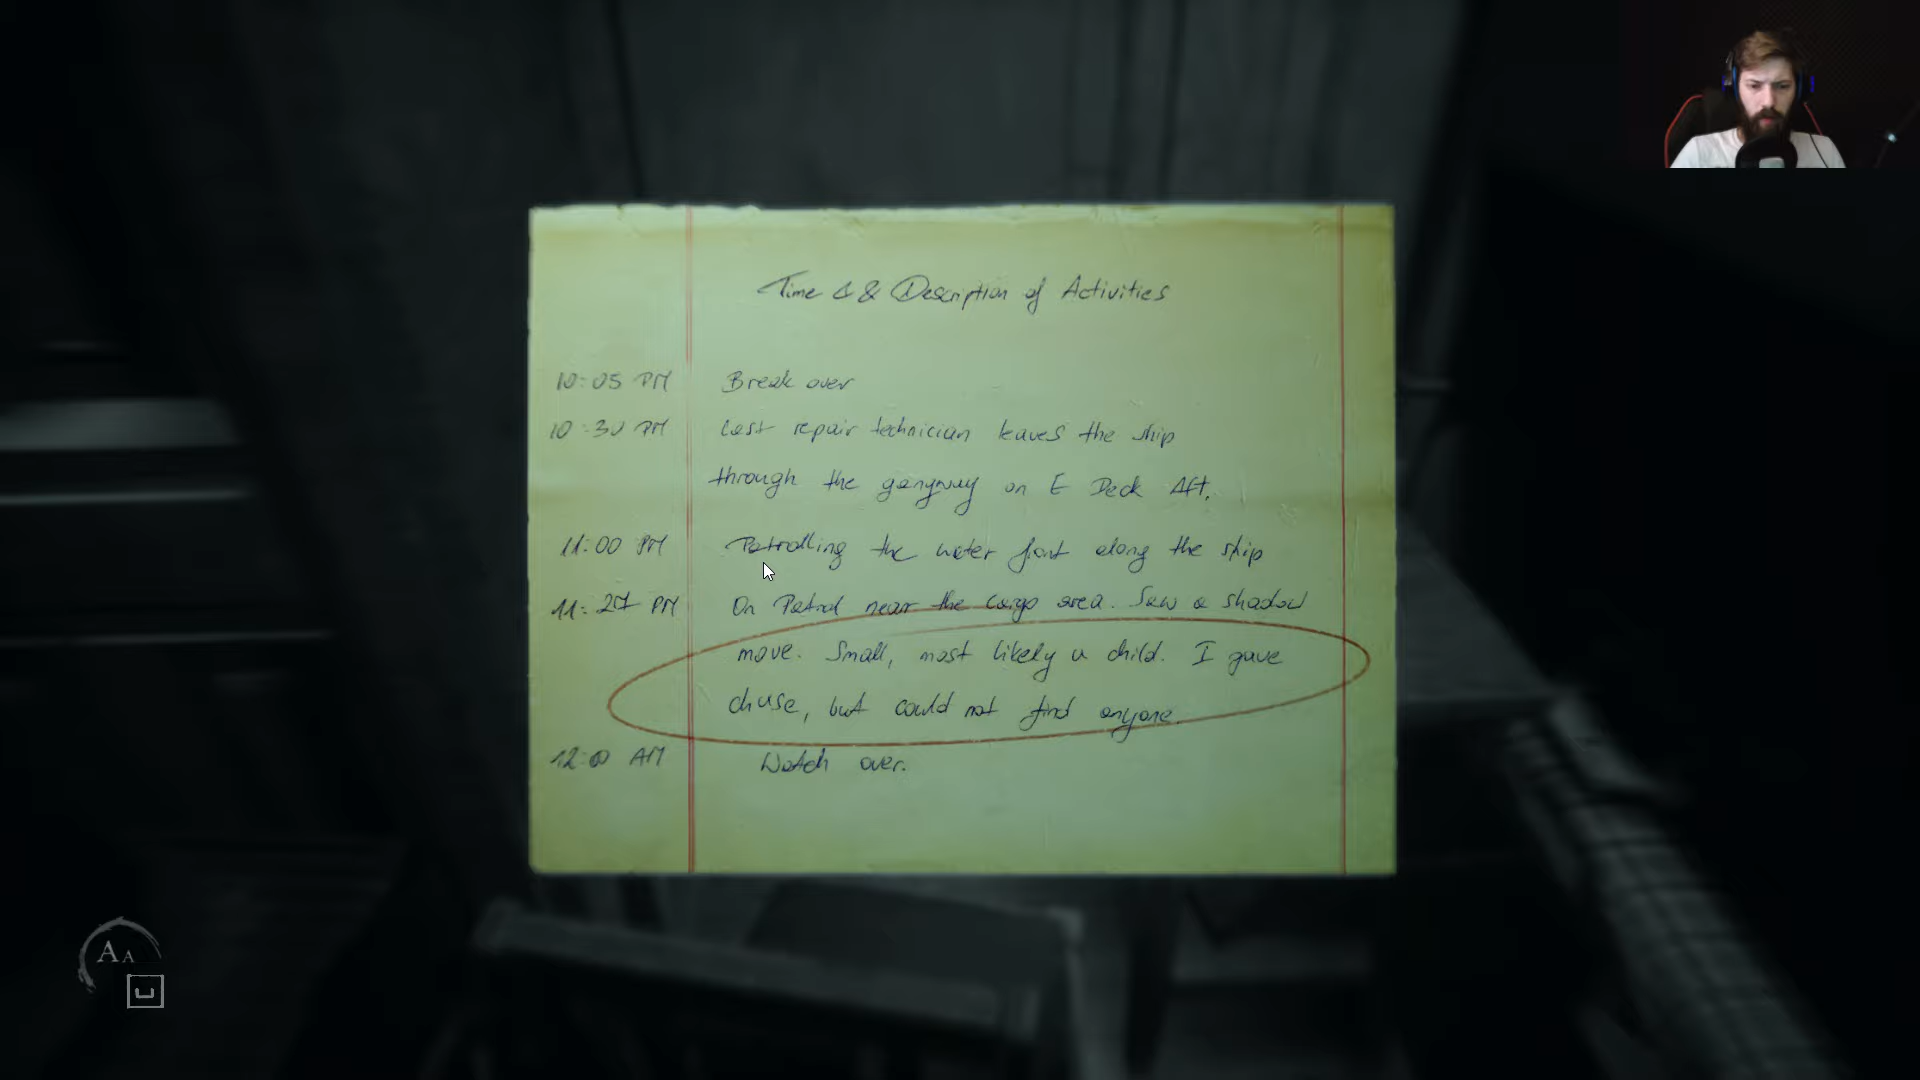 Time & Description of Activities
10:05 PM Break over
10:30 PM Last repair technician leaves the ship
through the gangway on E Deck Aft.
11:00 PM Patrolling the water font along the ship
11:27 PM On Patrol near the cargo area. Saw a shadow
move. Small, most likely a child. I gave
chase, but could not find anyone.
12:00 AM Watch over.
AA